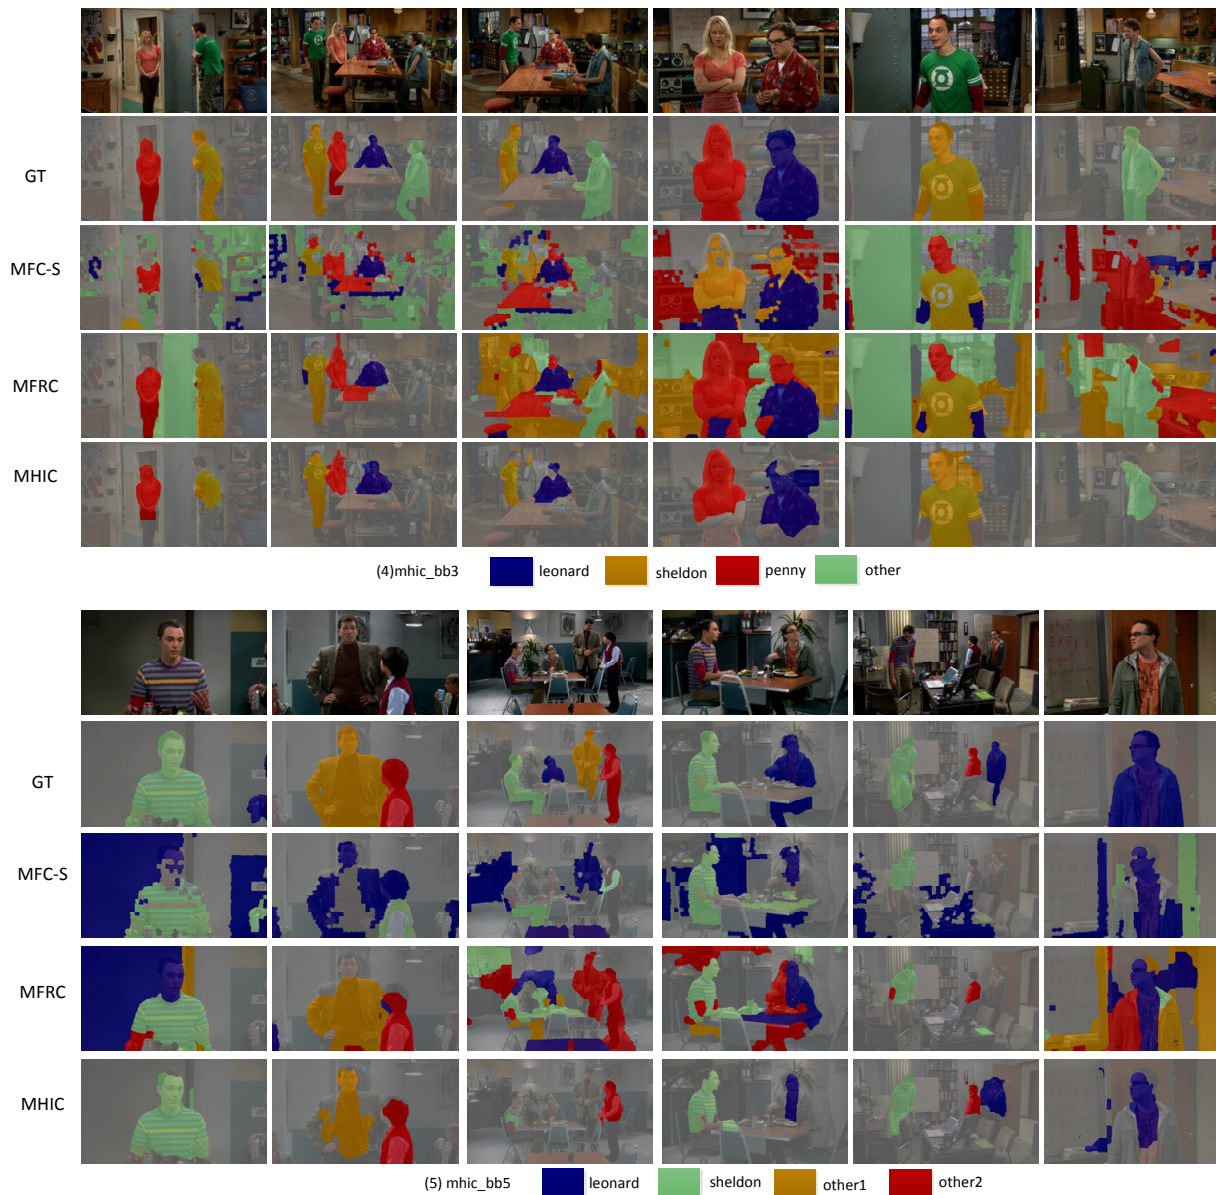 GT
MFC-S
MFRC
MHIC
(4)mhic_bb3 leonard sheldon penny other
GT
MFC-S
MFRC
MHIC
(5) mhic_bb5 leonard sheldon other1 other2